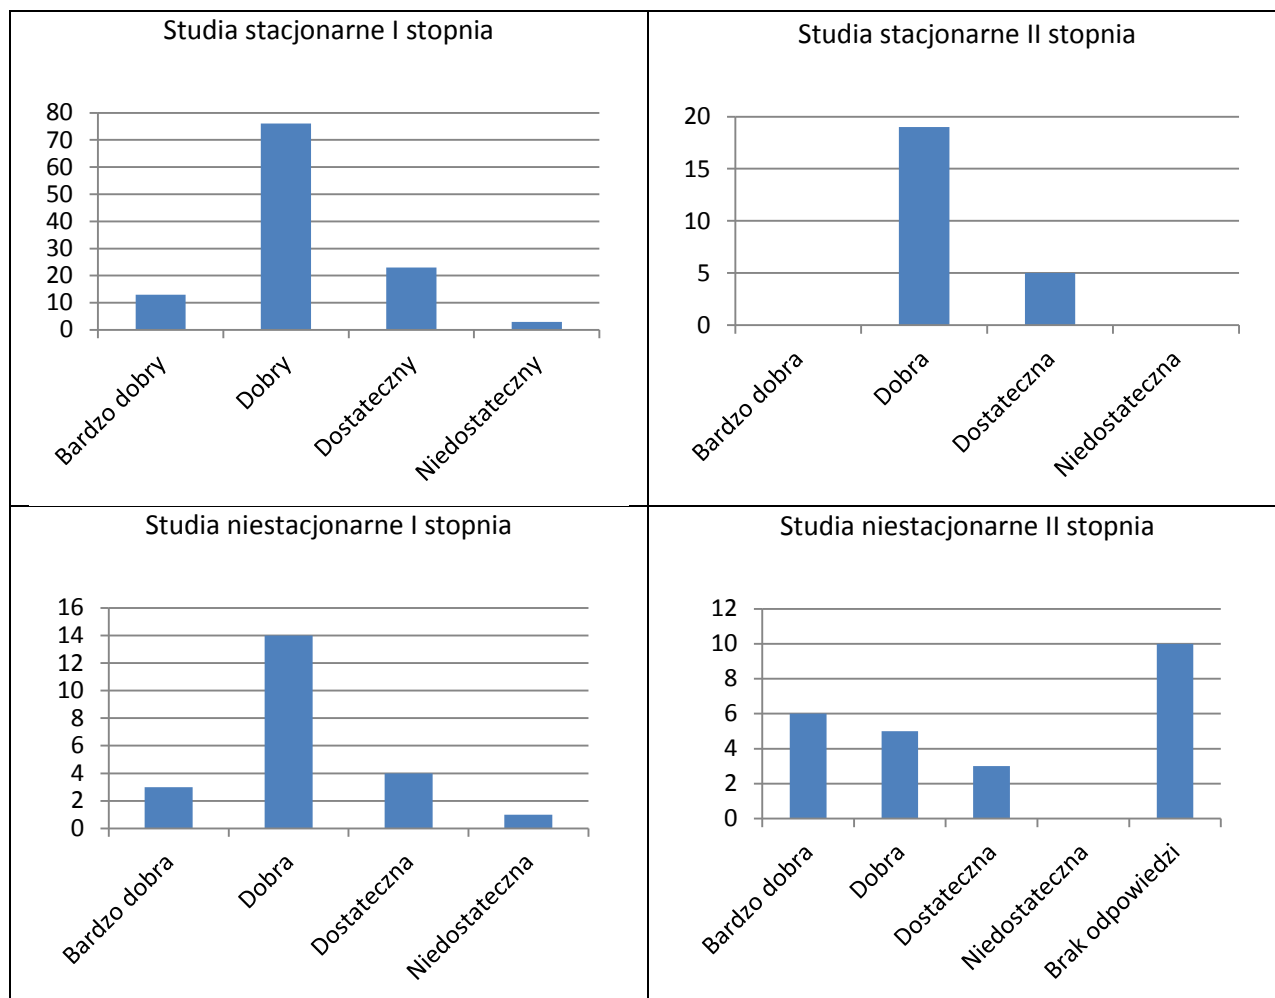 Studia stacjonarne I stopnia
80
70
60
50
40
30
20
10
0
Bardzo dobry
Dobry
Dostateczny
Niedostateczny
Studia stacjonarne II stopnia
20
15
10
5
0
Bardzo dobra
Dobra
Dostateczna
Niedostateczna
Studia niestacjonarne I stopnia
16
14
12
10
8
6
4
2
0
Bardzo dobra
Dobra
Dostateczna
Niedostateczna
Studia niestacjonarne II stopnia
12
10
8
6
4
2
0
Bardzo dobra
Dobra
Dostateczna
Niedostateczna
Brak odpowiedzi